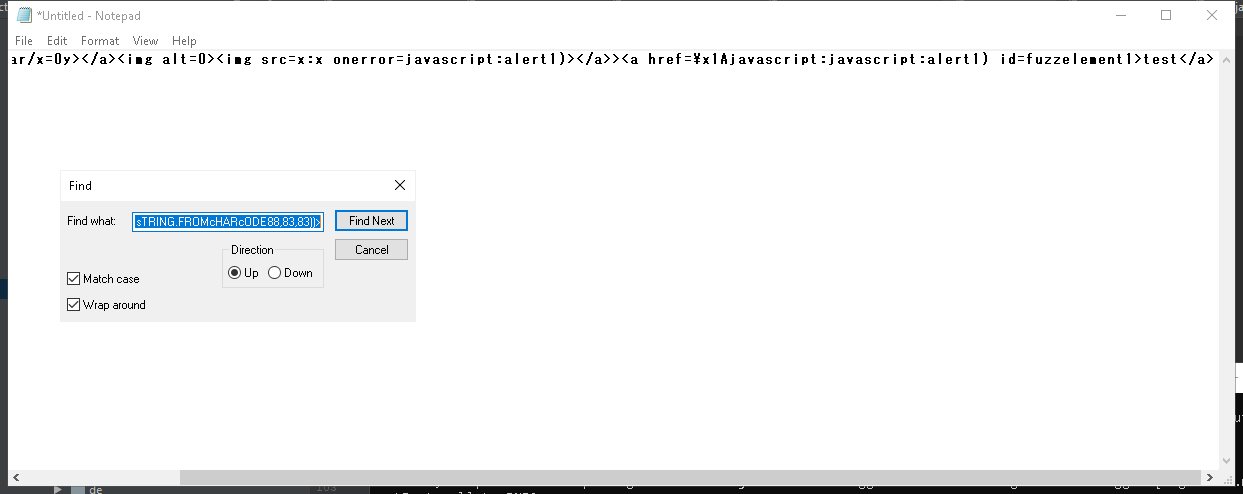 *Untitled - Notepad
File Edit Format View Help
ar/x=0y></a><img alt=0><img src=x:x onerror=javascript:alert1)></a>><a href=¥x1Ajavascript:javascript:alert1) id=fuzzelement1>test</a>
Find
Find what: sTRING.FROMcHARcODE88,83,83))> Find Next
Direction Cancel
Up Down
Match case
Wrap around
de